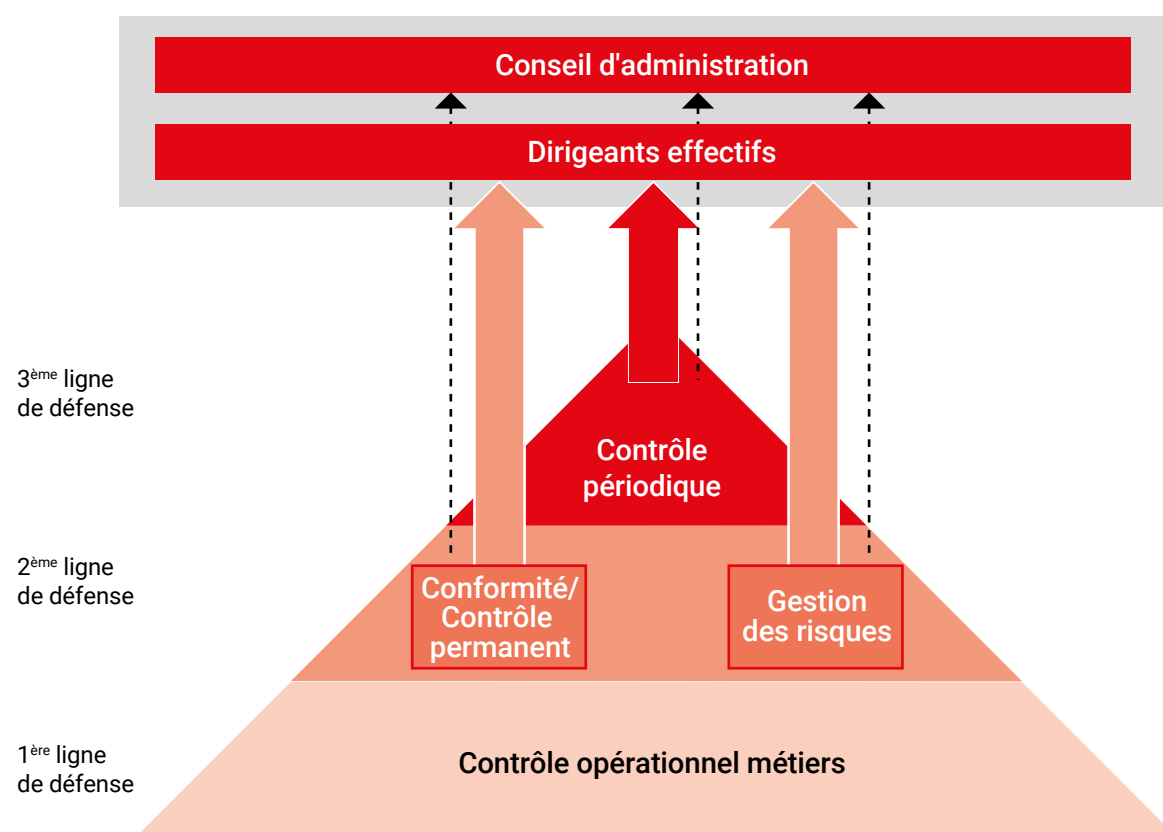 Conseil d'administration
Dirigeants effectifs
3ème ligne
de défense
Contrôle
périodique
2ème ligne
de défense
Conformité/
Contrôle
permanent
Gestion
des risques
1ère ligne
de défense
Contrôle opérationnel métiers